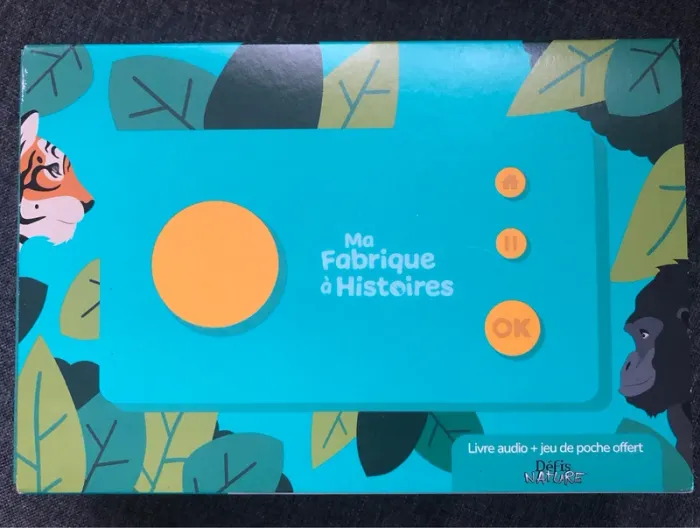 Ma
Fabrique
à Histoires
OK
Livre audio + jeu de poche offert
Défis
NATURE